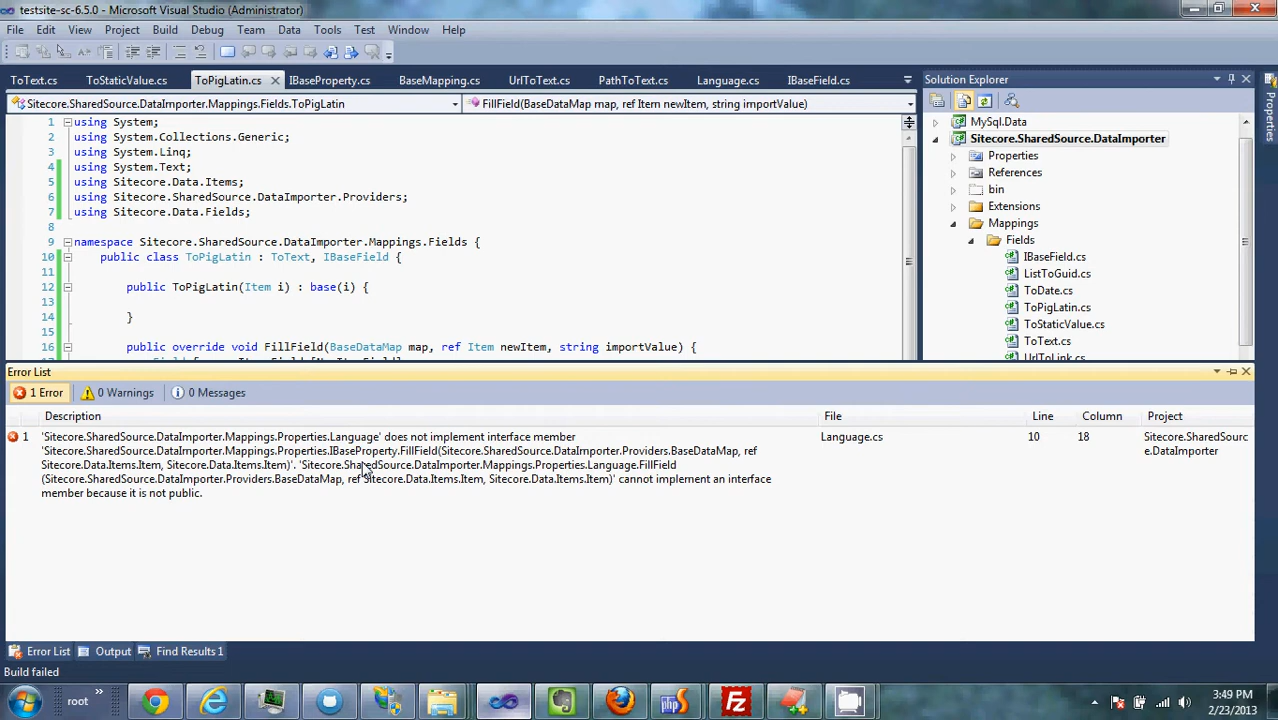 testsite-sc-6.5.0 - Microsoft Visual Studio (Administrator)
File Edit View Project Build Debug Team Data Tools Test Window Help
ToText.cs ToStaticValue.cs ToPigLatin.cs IBaseProperty.cs BaseMapping.cs UrlToText.cs PathToText.cs Language.cs IBaseField.cs
Sitecore.SharedSource.DataImporter.Mappings.Fields.ToPigLatin FillField(BaseDataMap map, ref Item newItem, string importValue)
1 using System;
2 using System.Collections.Generic;
3 using System.Linq;
4 using System.Text;
5 using Sitecore.Data.Items;
6 using Sitecore.SharedSource.DataImporter.Providers;
7 using Sitecore.Data.Fields;
8
9 namespace Sitecore.SharedSource.DataImporter.Mappings.Fields {
10 public class ToPigLatin : ToText, IBaseField {
11
12 public ToPigLatin(Item i) : base(i) {
13
14 }
15
16 public override void FillField(BaseDataMap map, ref Item newItem, string importValue) {
Solution Explorer
MySql.Data
Sitecore.SharedSource.DataImporter
Properties
References
bin
Extensions
Mappings
Fields
IBaseField.cs
ListToGuid.cs
ToDate.cs
ToPigLatin.cs
ToStaticValue.cs
ToText.cs
UrlToLink.cs
Properties
Error List
1 Error 0 Warnings 0 Messages
Description File Line Column Project
1 'Sitecore.SharedSource.DataImporter.Mappings.Properties.Language' does not implement interface member Language.cs 10 18 Sitecore.SharedSourc
'Sitecore.SharedSource.DataImporter.Mappings.Properties.IBaseProperty.FillField(Sitecore.SharedSource.DataImporter.Providers.BaseDataMap, ref e.DataImporter
Sitecore.Data.Items.Item, Sitecore.Data.Items.Item)'. 'Sitecore.SharedSource.DataImporter.Mappings.Properties.Language.FillField
(Sitecore.SharedSource.DataImporter.Providers.BaseDataMap, ref Sitecore.Data.Items.Item, Sitecore.Data.Items.Item)' cannot implement an interface
member because it is not public.
Error List Output Find Results 1
Build failed
root » 3:49 PM
2/23/2013